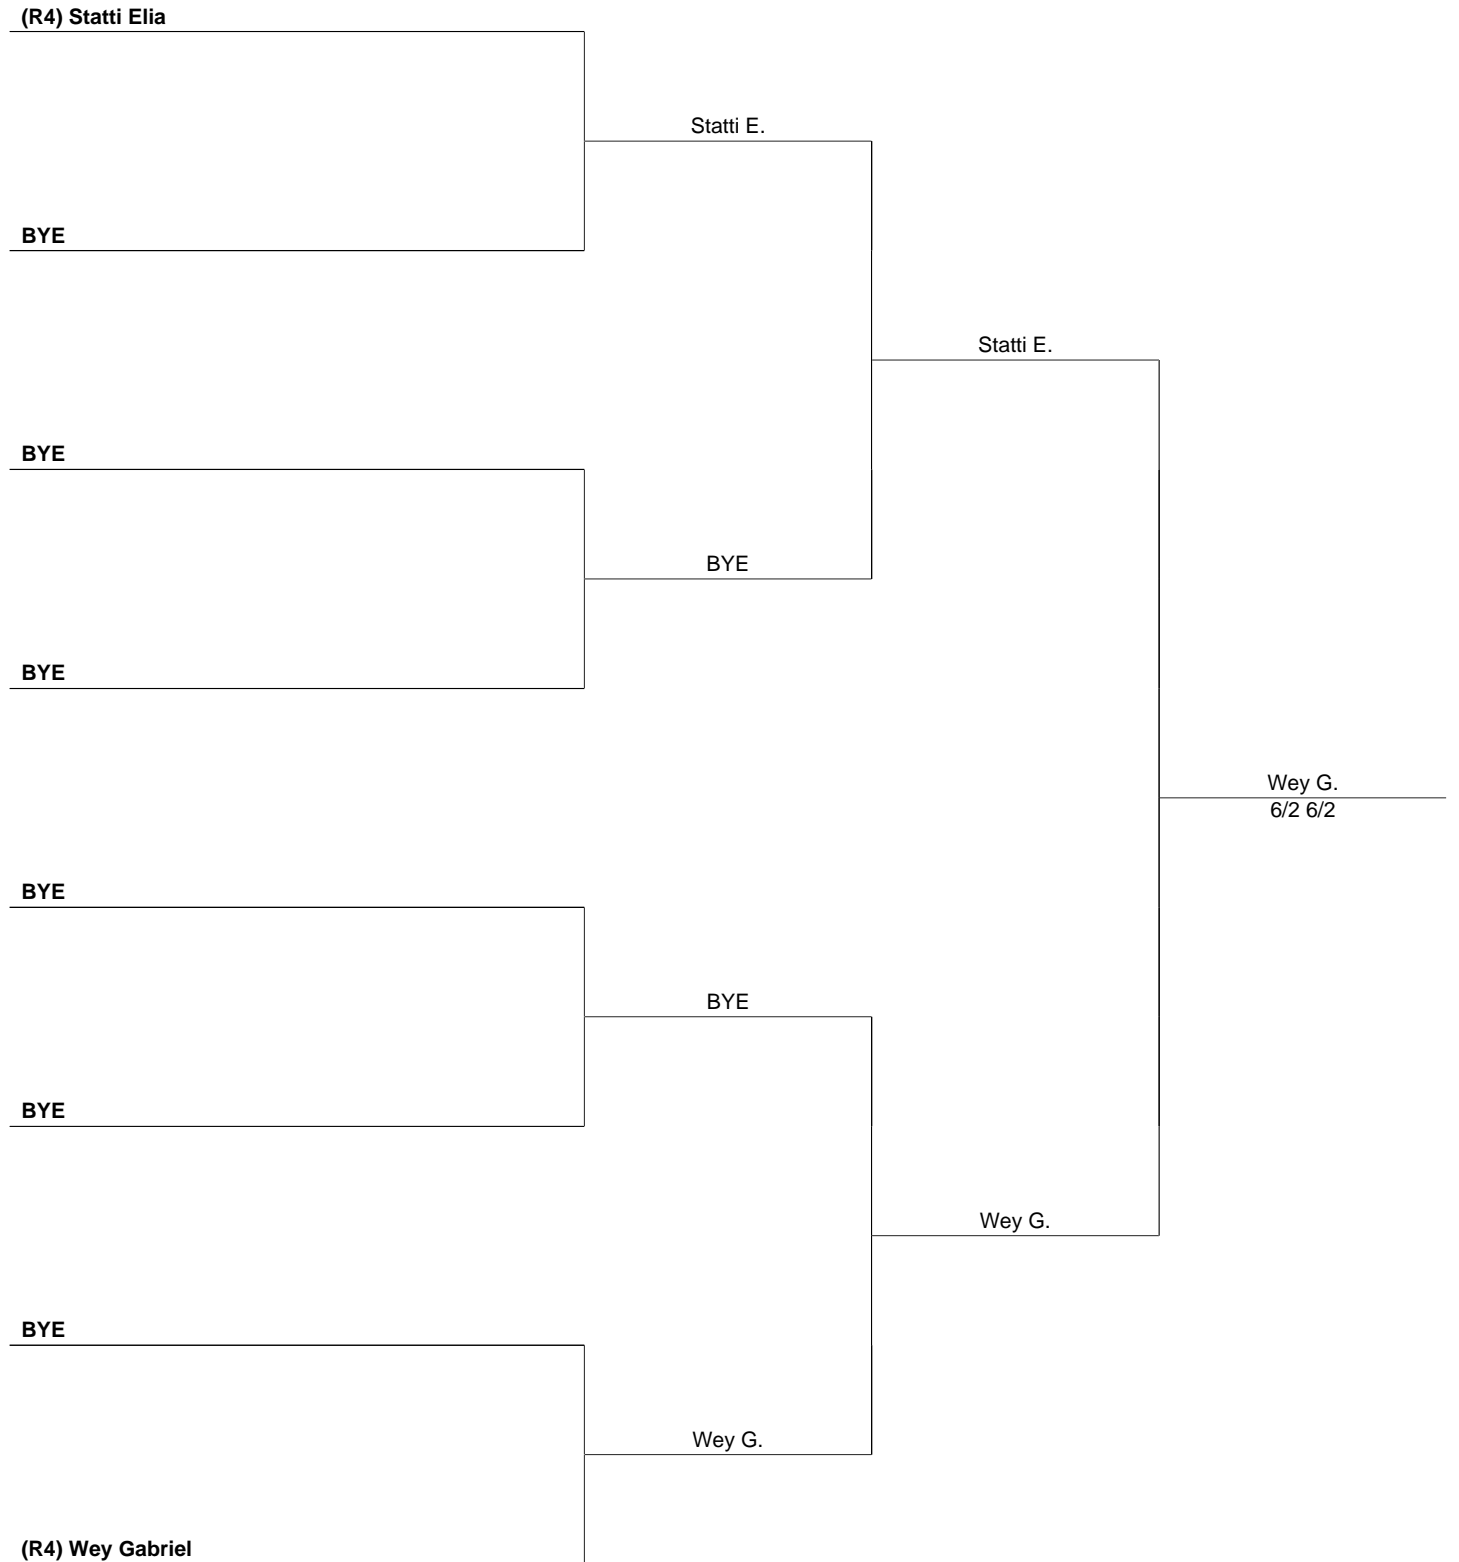 (R4) Statti Elia
Statti E.
BYE
Statti E.
BYE
BYE
BYE
Wey G.
6/2 6/2
BYE
BYE
BYE
Wey G.
BYE
Wey G.
(R4) Wey Gabriel